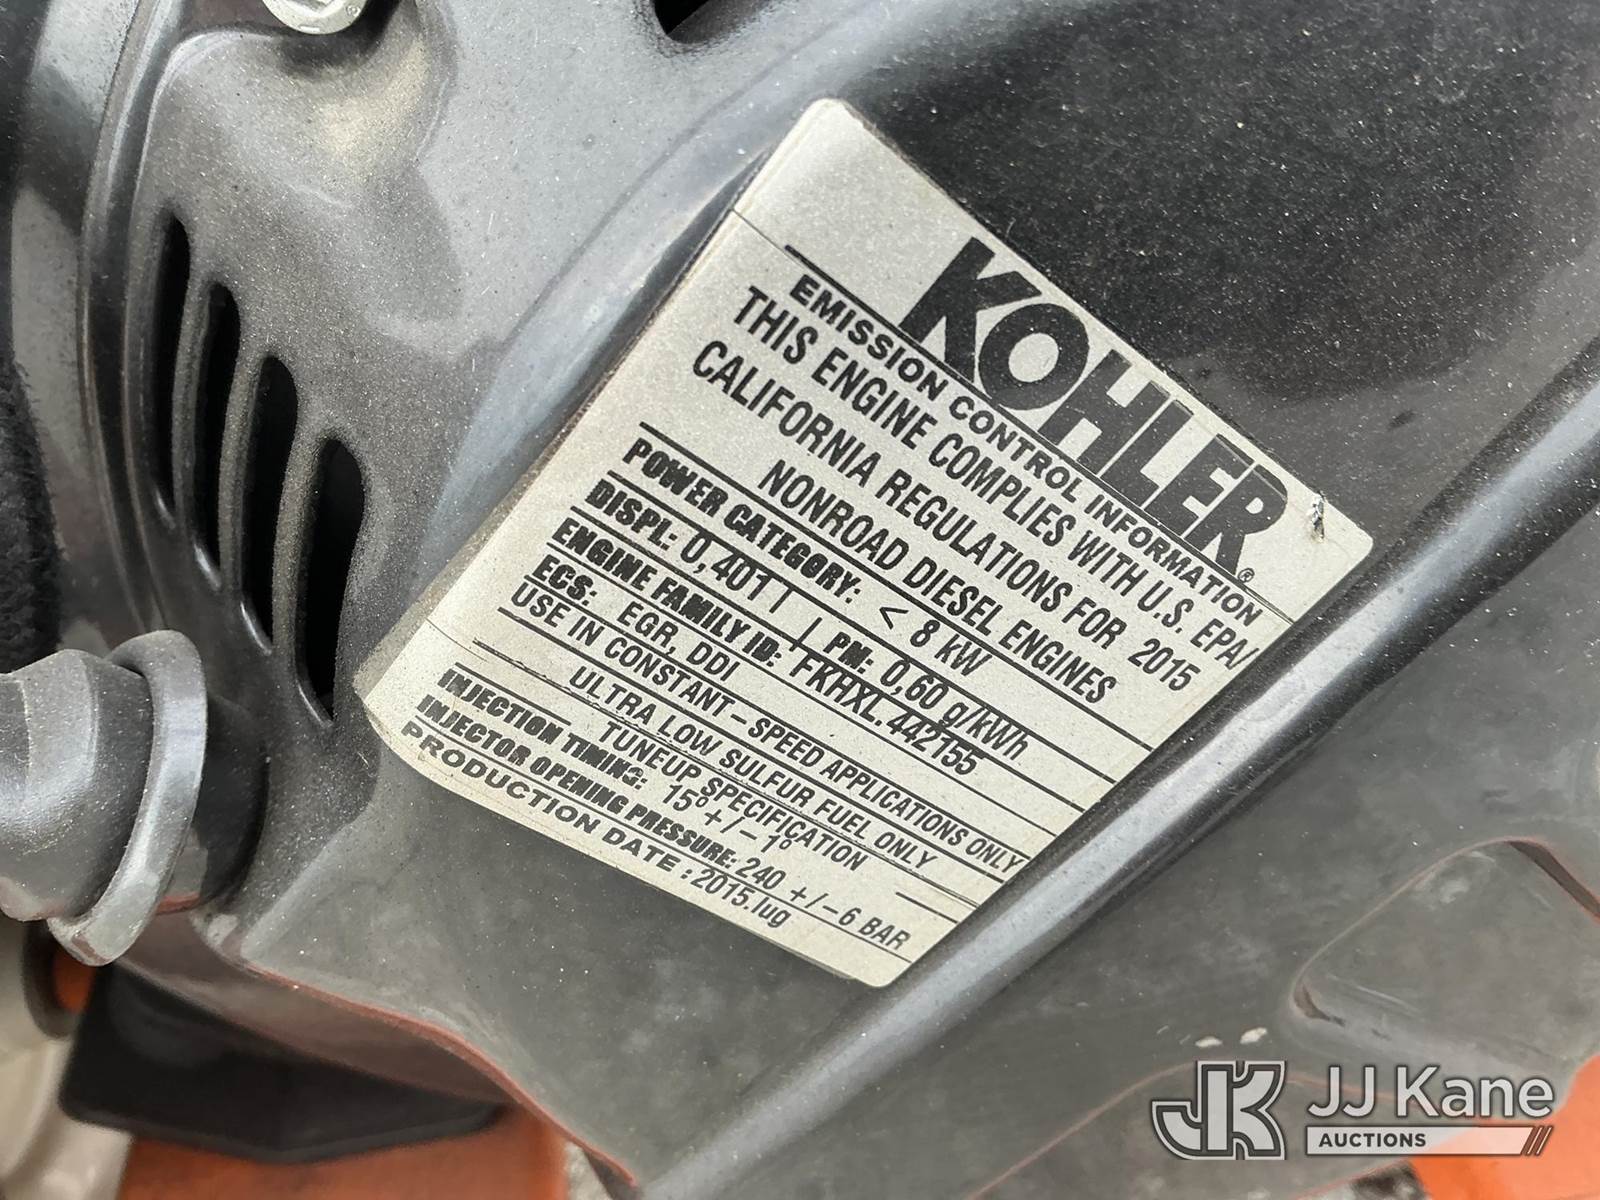 KOHLER®
EMISSION CONTROL INFORMATION
THIS ENGINE COMPLIES WITH U.S. EPA/
CALIFORNIA REGULATIONS FOR 2015
NONROAD DIESEL ENGINES
POWER CATEGORY: < 8 kW
DISPL: 0,401 l | PM: 0,60 g/kWh
ENGINE FAMILY ID: FKHXL.442155
ECS: EGR, DDI
USE IN CONSTANT-SPEED APPLICATIONS ONLY
ULTRA LOW SULFUR FUEL ONLY
TUNEUP SPECIFICATION
INJECTION TIMING: 15° +/-1°
INJECTOR OPENING PRESSURE: 240 +/-6 BAR
PRODUCTION DATE : 2015.lug
JK JJ Kane
AUCTIONS